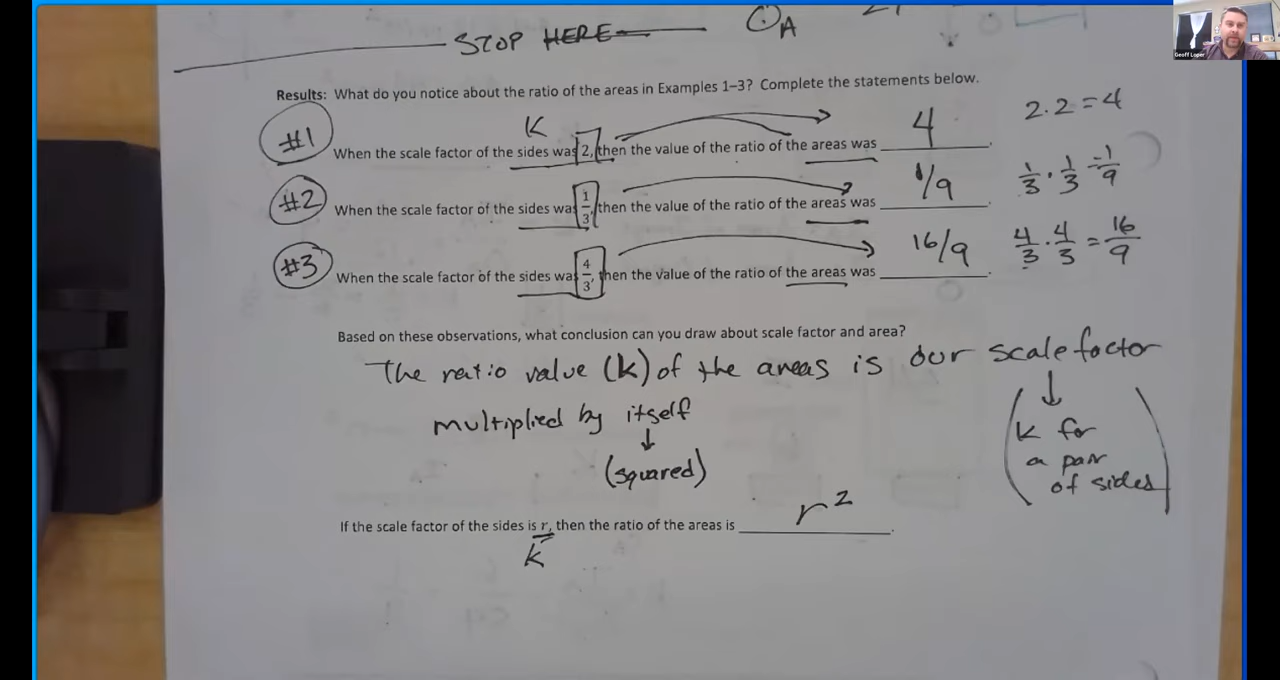 STOP HERE
A
Results: What do you notice about the ratio of the areas in Examples 1–3? Complete the statements below.
#1
K
When the scale factor of the sides was 2, then the value of the ratio of the areas was 4.
2·2=4
#2
When the scale factor of the sides was 1/3, then the value of the ratio of the areas was 1/9.
1/3 · 1/3 = 1/9
#3
When the scale factor of the sides was 4/3, then the value of the ratio of the areas was 16/9.
4/3 · 4/3 = 16/9
Based on these observations, what conclusion can you draw about scale factor and area?
The ratio value (k) of the areas is our scale factor
multiplied by itself
(squared)
(k for
a pair
of sides)
If the scale factor of the sides is r, then the ratio of the areas is r².
k
Geoff Loper